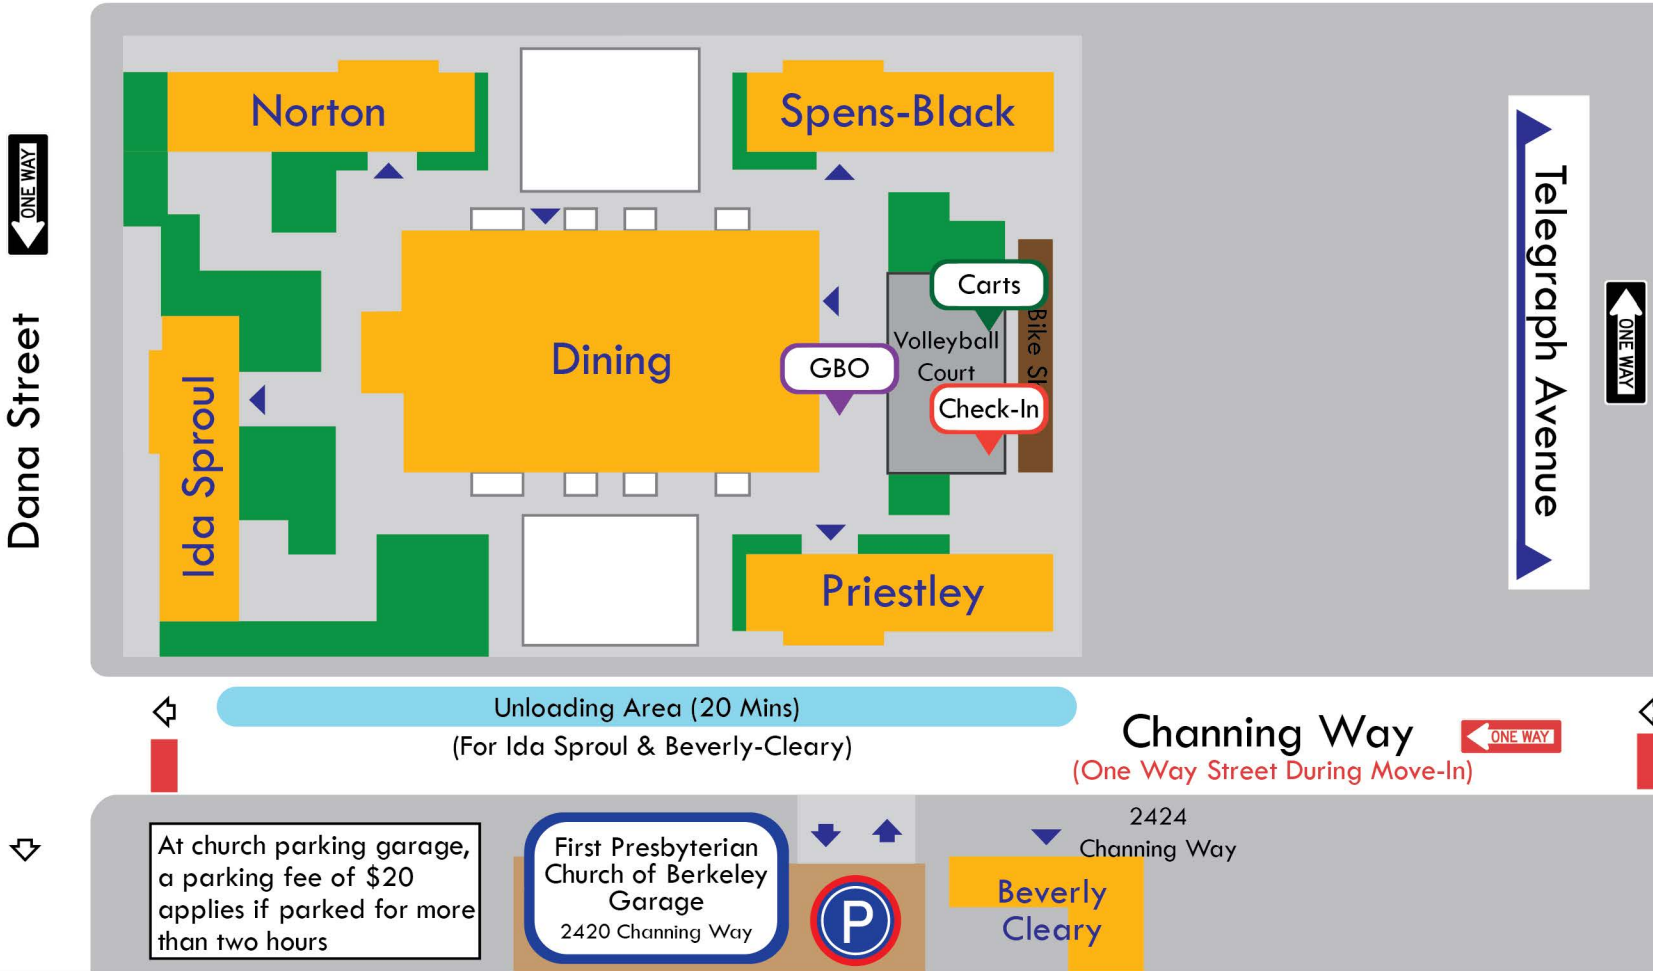 Norton
Spens-Black
ONE WAY
Dana Street
Telegraph Avenue
ONE WAY
Carts
Bike
Volleyball
Court
Dining
GBO
Check-In
Ida Sproul
Priestley
Unloading Area (20 Mins)
(For Ida Sproul & Beverly-Cleary)
Channing Way
ONE WAY
(One Way Street During Move-In)
At church parking garage,
a parking fee of $20
applies if parked for more
than two hours
First Presbyterian
Church of Berkeley
Garage
2420 Channing Way
P
2424
Channing Way
Beverly
Cleary